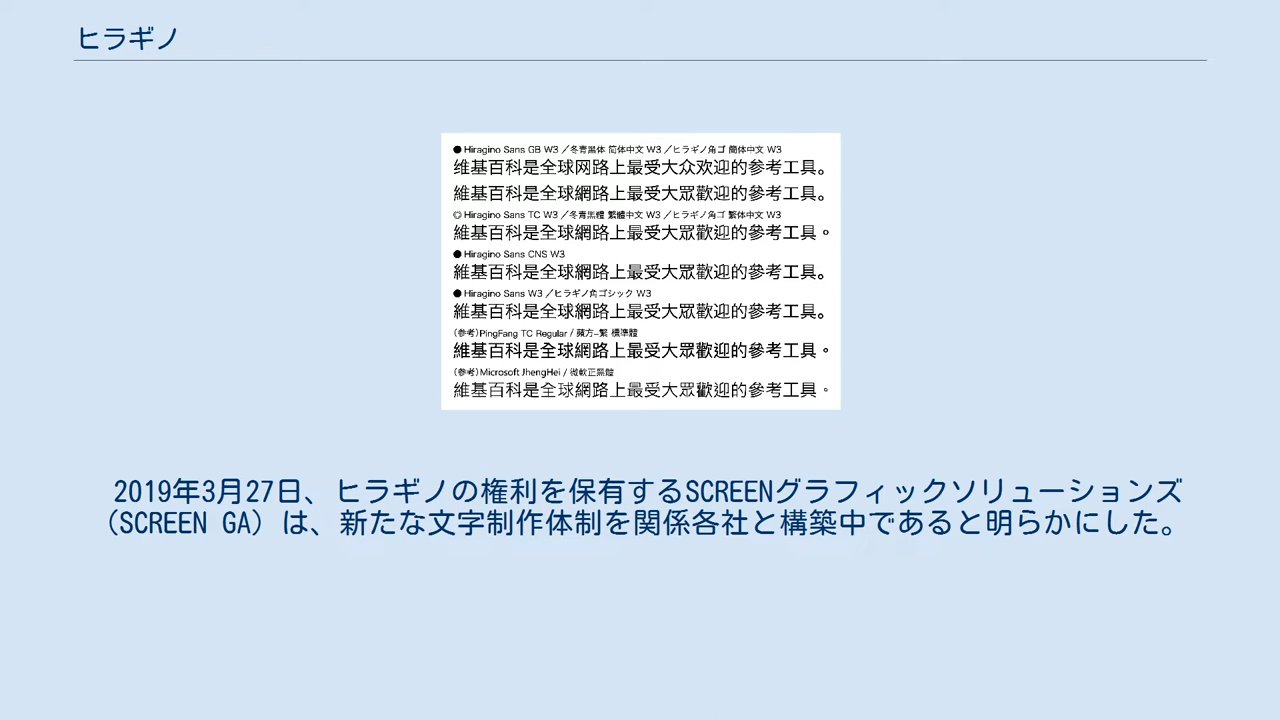 ヒラギノ
● Hiragino Sans GB W3 ／冬青黑体 简体中文 W3 ／ヒラギノ角ゴ 簡体中文 W3
维基百科是全球网路上最受大众欢迎的參考工具。
維基百科是全球網路上最受大眾歡迎的參考工具。
◎ Hiragino Sans TC W3 ／冬青黑體 繁體中文 W3 ／ヒラギノ角ゴ 繁体中文 W3
維基百科是全球網路上最受大眾歡迎的參考工具。
● Hiragino Sans CNS W3
維基百科是全球網路上最受大眾歡迎的參考工具。
● Hiragino Sans W3 ／ヒラギノ角ゴシック W3
維基百科是全球網路上最受大眾歡迎的參考工具。
（参考）PingFang TC Regular / 蘋方-繁 標準體
維基百科是全球網路上最受大眾歡迎的參考工具。
（参考）Microsoft JhengHei / 微軟正黑體
維基百科是全球網路上最受大眾歡迎的參考工具。
2019年3月27日、ヒラギノの権利を保有するSCREENグラフィックソリューションズ
（SCREEN GA）は、新たな文字制作体制を関係各社と構築中であると明らかにした。